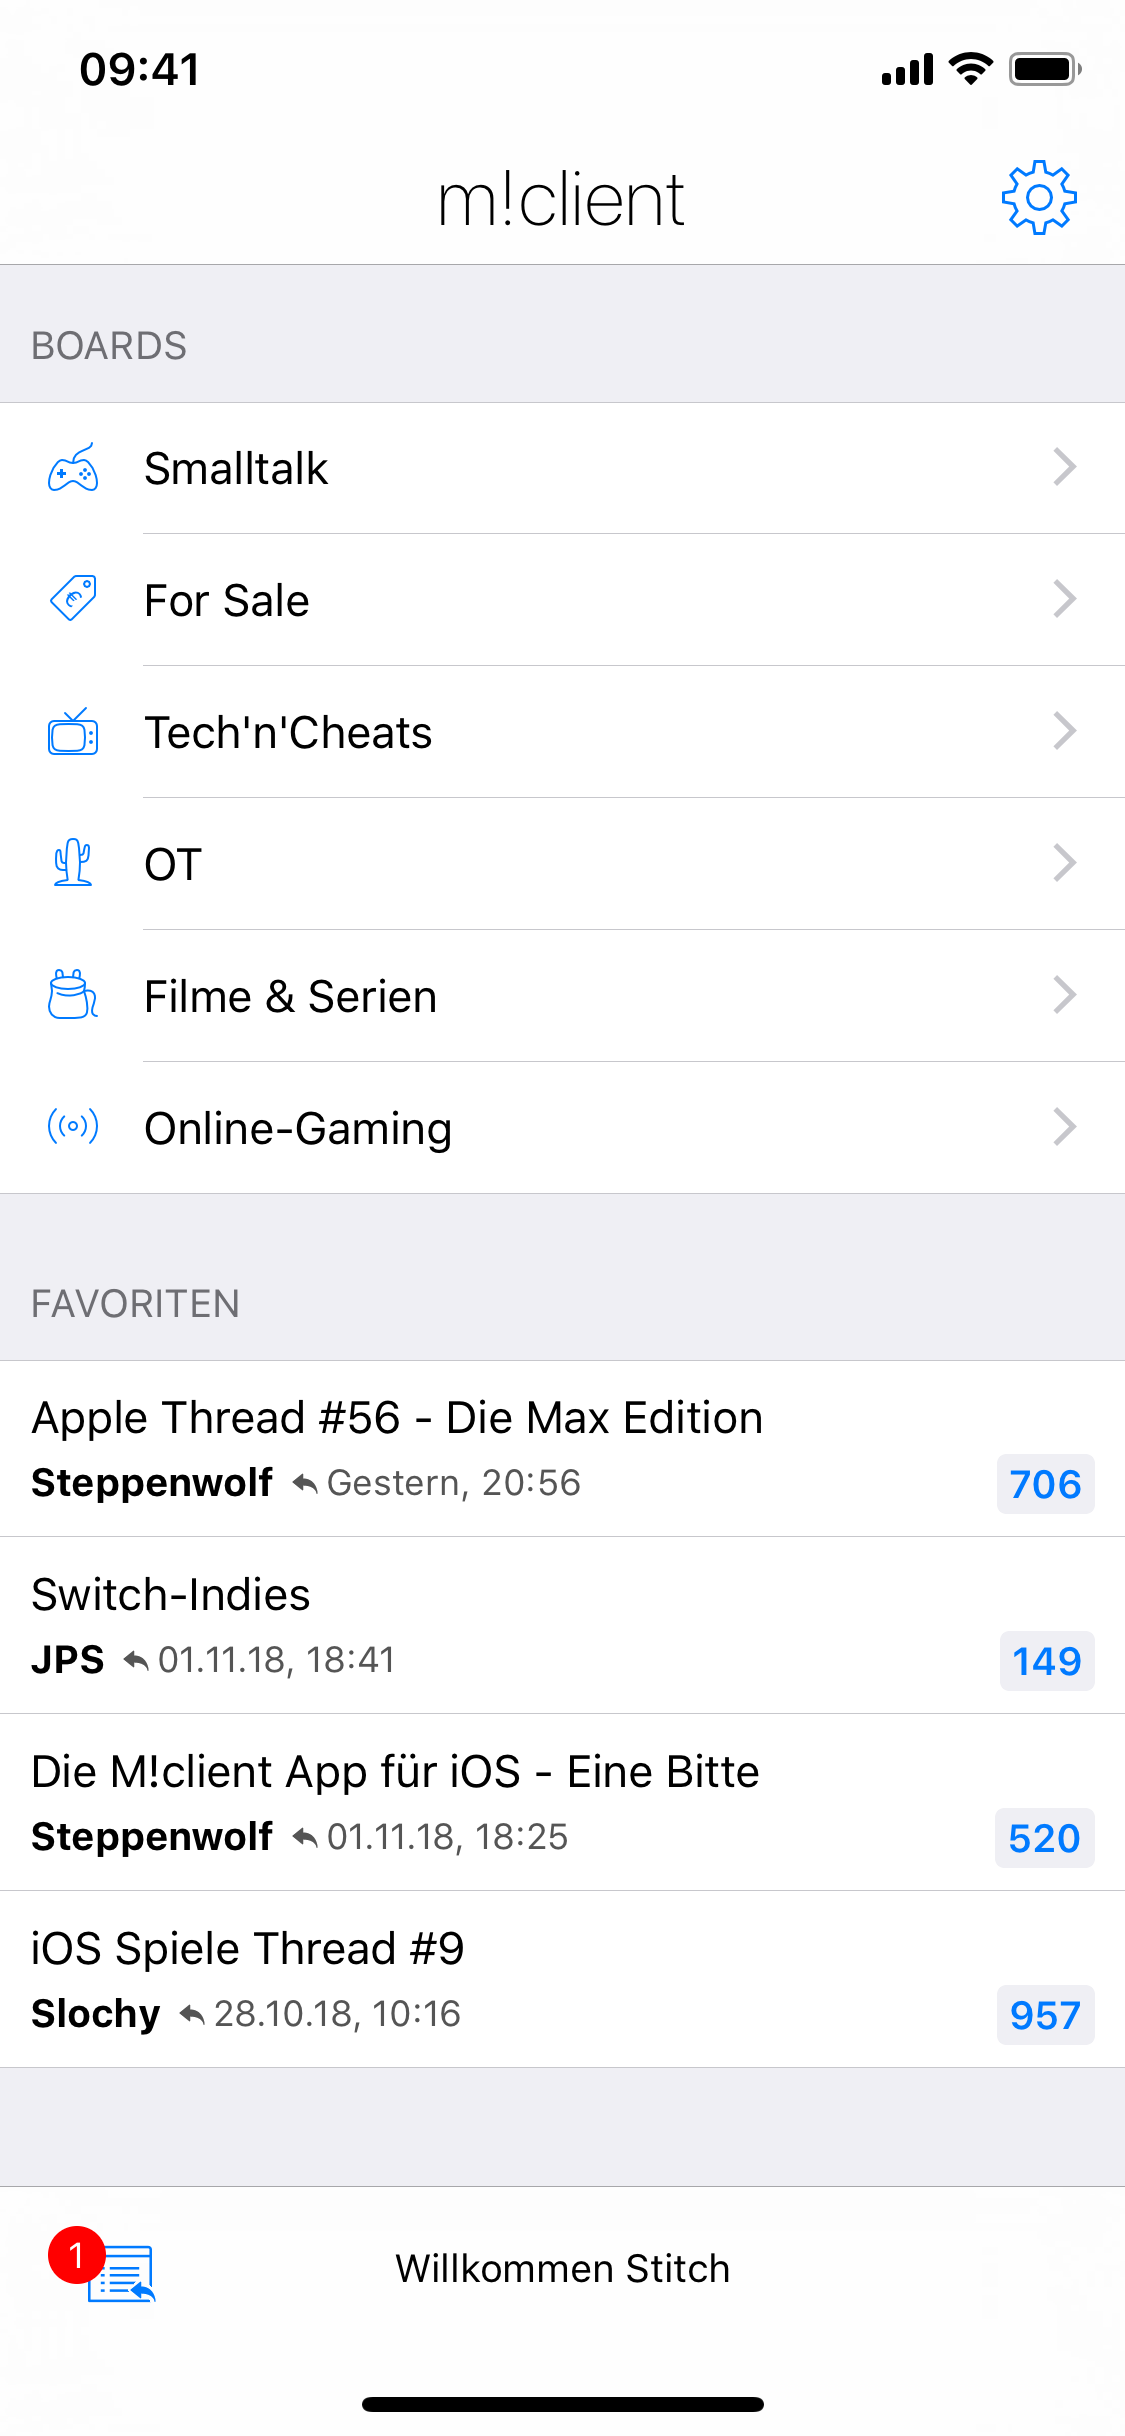 09:41
m!client
BOARDS
Smalltalk
For Sale
Tech'n'Cheats
OT
Filme & Serien
Online-Gaming
FAVORITEN
Apple Thread #56 - Die Max Edition
Steppenwolf Gestern, 20:56 706
Switch-Indies
JPS 01.11.18, 18:41 149
Die M!client App für iOS - Eine Bitte
Steppenwolf 01.11.18, 18:25 520
iOS Spiele Thread #9
Slochy 28.10.18, 10:16 957
1 Willkommen Stitch